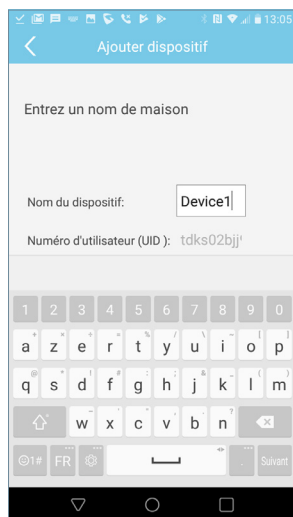 13:05
Ajouter dispositif
Entrez un nom de maison
Nom du dispositif: Device1
Numéro d'utilisateur (UID ): tdks02bjj
1 2 3 4 5 6 7 8 9 0
a z e r t y u i o p
q s d f g h j k l m
w x c v b n
☺1# FR . Suivant